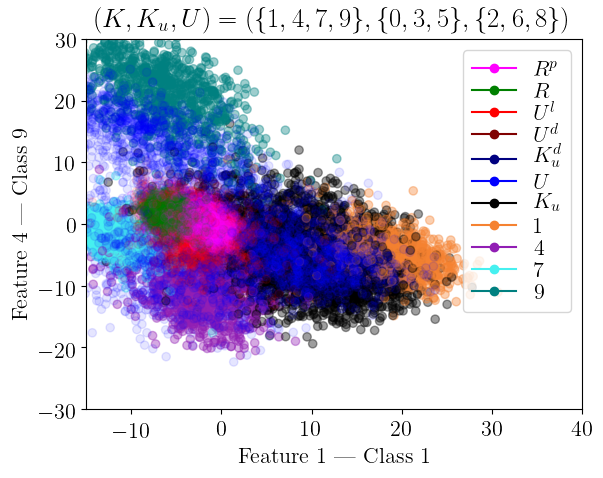 (K, K_u, U) = ({1, 4, 7, 9}, {0, 3, 5}, {2, 6, 8})
30
20
10
0
−10
−20
−30
Feature 4 — Class 9
R^p
R
U^l
U^d
K_u^d
U
K_u
1
4
7
9
−10
0
10
20
30
40
Feature 1 — Class 1